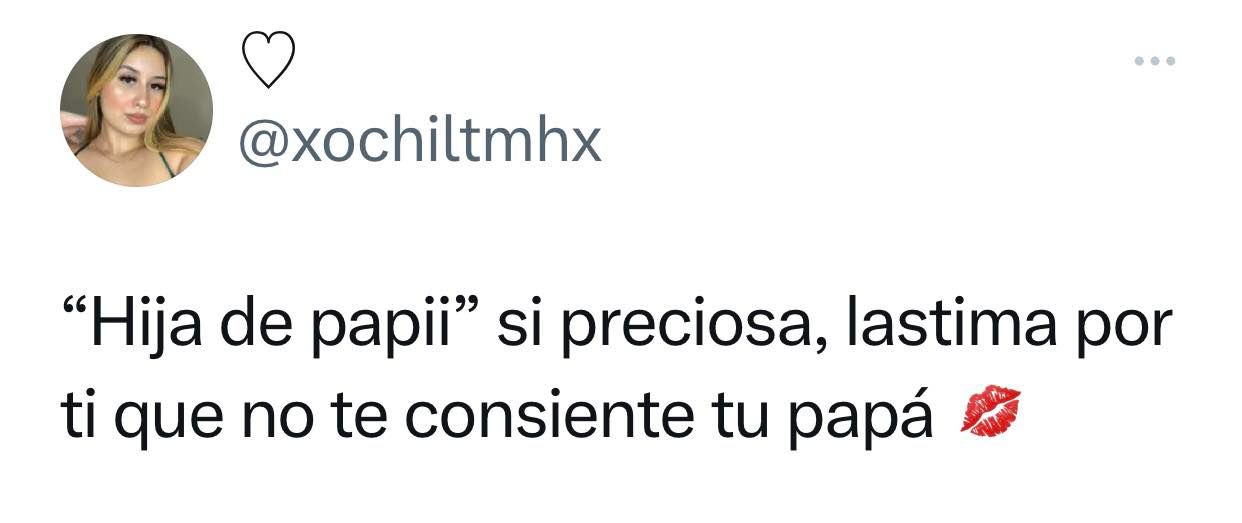 ♡
@xochiltmhx
“Hija de papii” si preciosa, lastima por
ti que no te consiente tu papá 💋